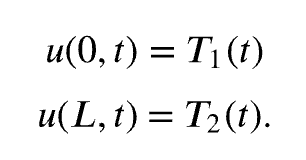 u(0, t) = T₁(t)
u(L, t) = T₂(t).